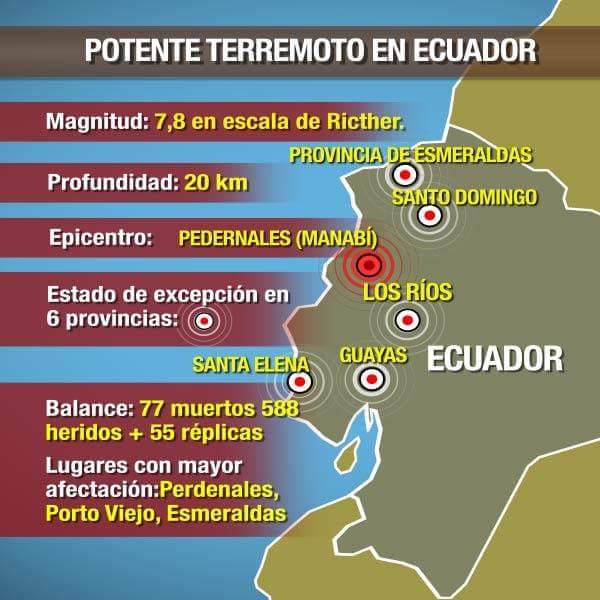 POTENTE TERREMOTO EN ECUADOR
Magnitud: 7,8 en escala de Ricther.
PROVINCIA DE ESMERALDAS
Profundidad: 20 km
SANTO DOMINGO
Epicentro: PEDERNALES (MANABÍ)
Estado de excepción en
6 provincias:
LOS RÍOS
SANTA ELENA
GUAYAS
ECUADOR
Balance: 77 muertos 588
heridos + 55 réplicas
Lugares con mayor
afectación:Perdenales,
Porto Viejo, Esmeraldas